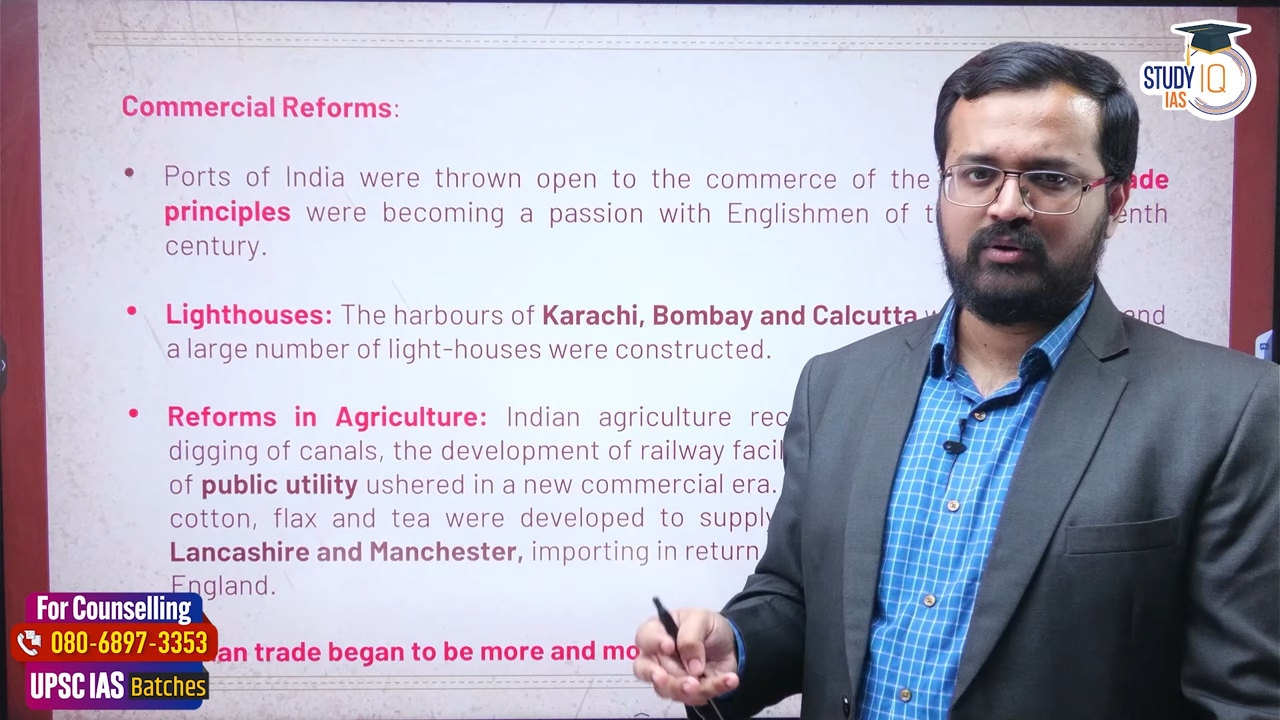 STUDY IQ
IAS
Commercial Reforms:
• Ports of India were thrown open to the commerce of the
principles were becoming a passion with Englishmen of
century.
• Lighthouses: The harbours of Karachi, Bombay and Calcutta and
a large number of light-houses were constructed.
• Reforms in Agriculture: Indian agriculture
digging of canals, the development of railway
of public utility ushered in a new commercial era.
cotton, flax and tea were developed to supply
Lancashire and Manchester, importing in return
England.
trade began to be more and
For Counselling
080-6897-3353
UPSC IAS Batches